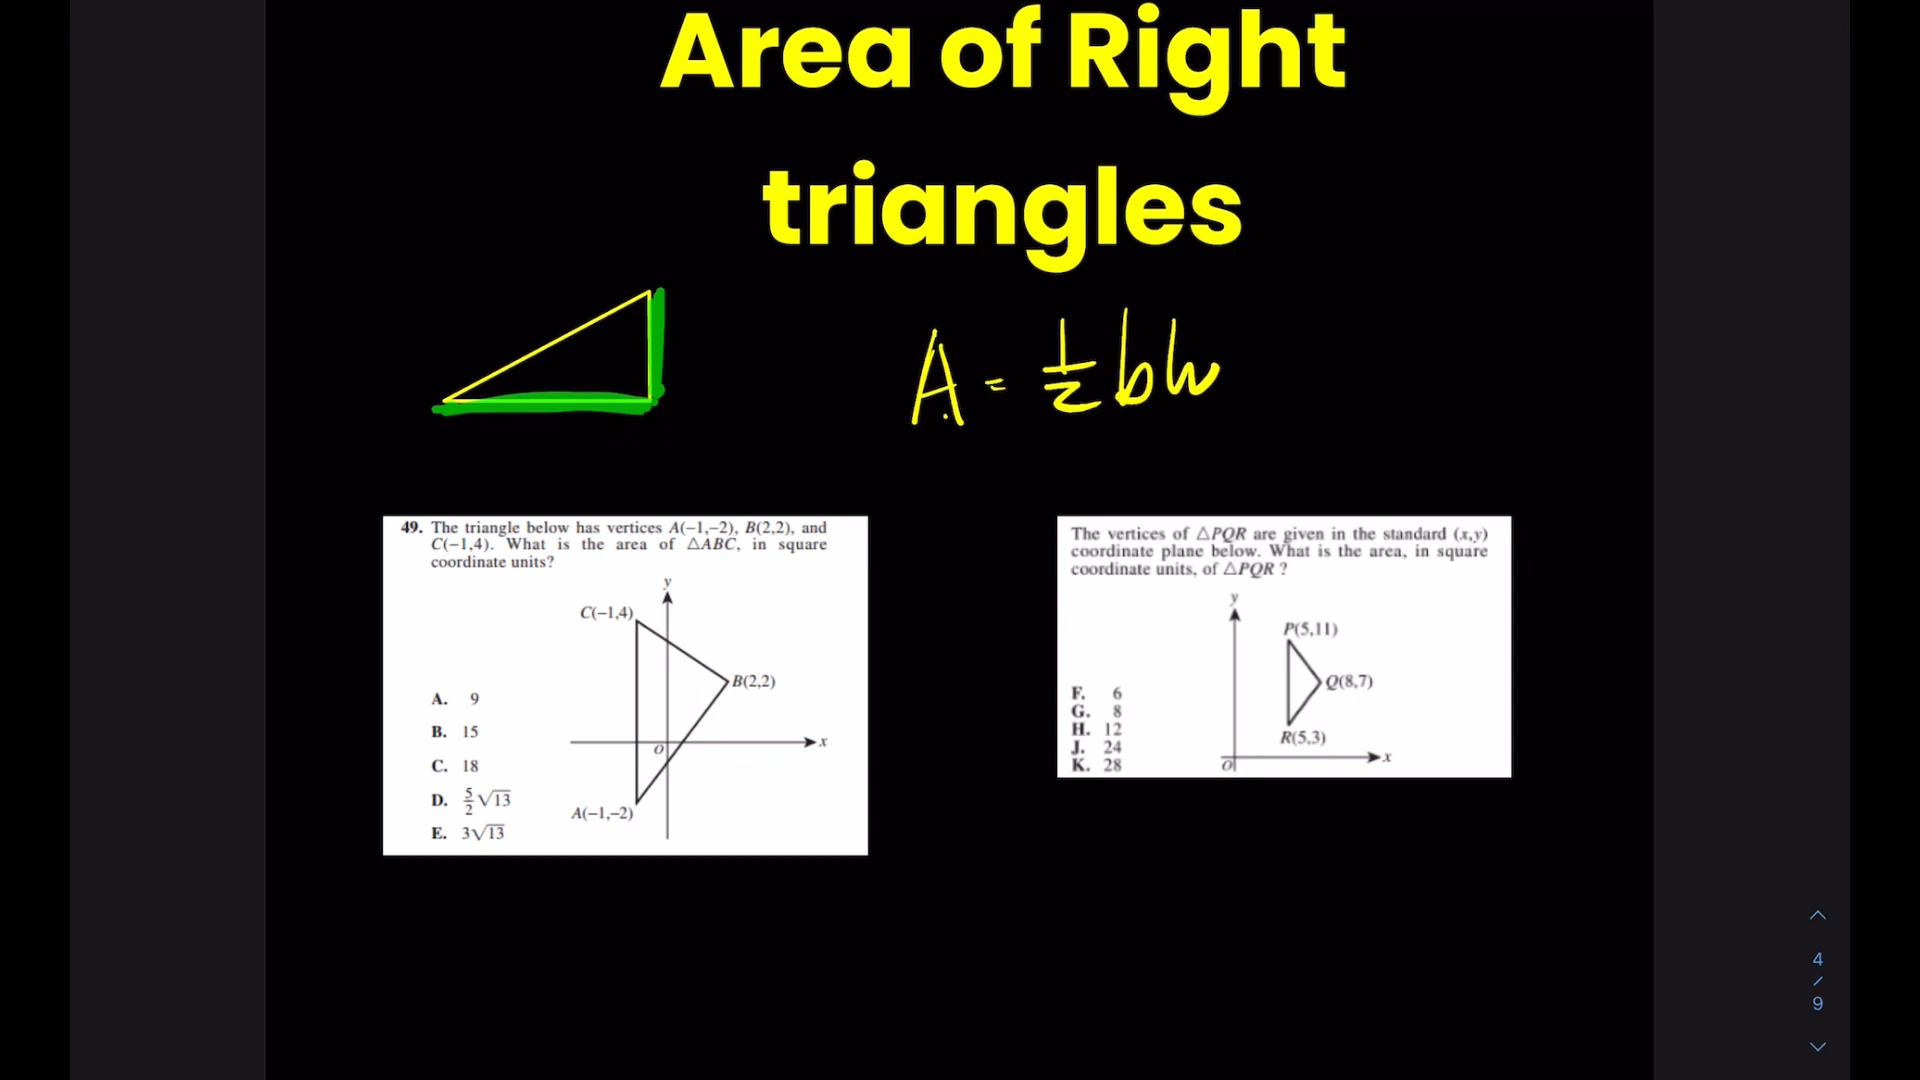 Area of Right
triangles
A = 1/2 bh
49. The triangle below has vertices A(−1,−2), B(2,2), and
C(−1,4). What is the area of △ABC, in square
coordinate units?
y
C(−1,4)
B(2,2)
A. 9
B. 15
O
x
C. 18
D. 5/2 √13
A(−1,−2)
E. 3√13
The vertices of △PQR are given in the standard (x,y)
coordinate plane below. What is the area, in square
coordinate units, of △PQR ?
y
P(5,11)
Q(8,7)
F. 6
G. 8
H. 12
R(5,3)
J. 24
K. 28
O
x
4
/
9